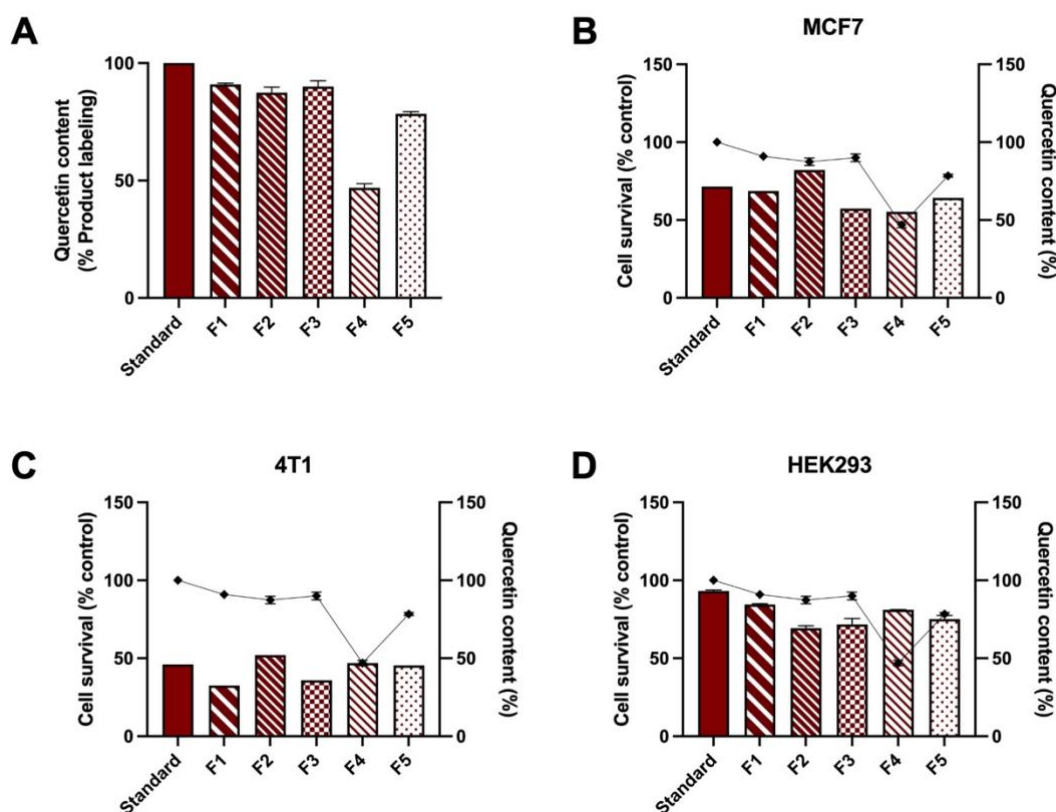 A
Quercetin content
(% Product labeling)
100
50
0
Standard
F1
F2
F3
F4
F5
B
MCF7
Cell survival (% control)
150
100
50
0
150
100
50
0
Quercetin content
(%)
Standard
F1
F2
F3
F4
F5
C
4T1
Cell survival (% control)
150
100
50
0
150
100
50
0
Quercetin content (%)
Standard
F1
F2
F3
F4
F5
D
HEK293
Cell survival (% control)
150
100
50
0
150
100
50
0
Quercetin content (%)
Standard
F1
F2
F3
F4
F5